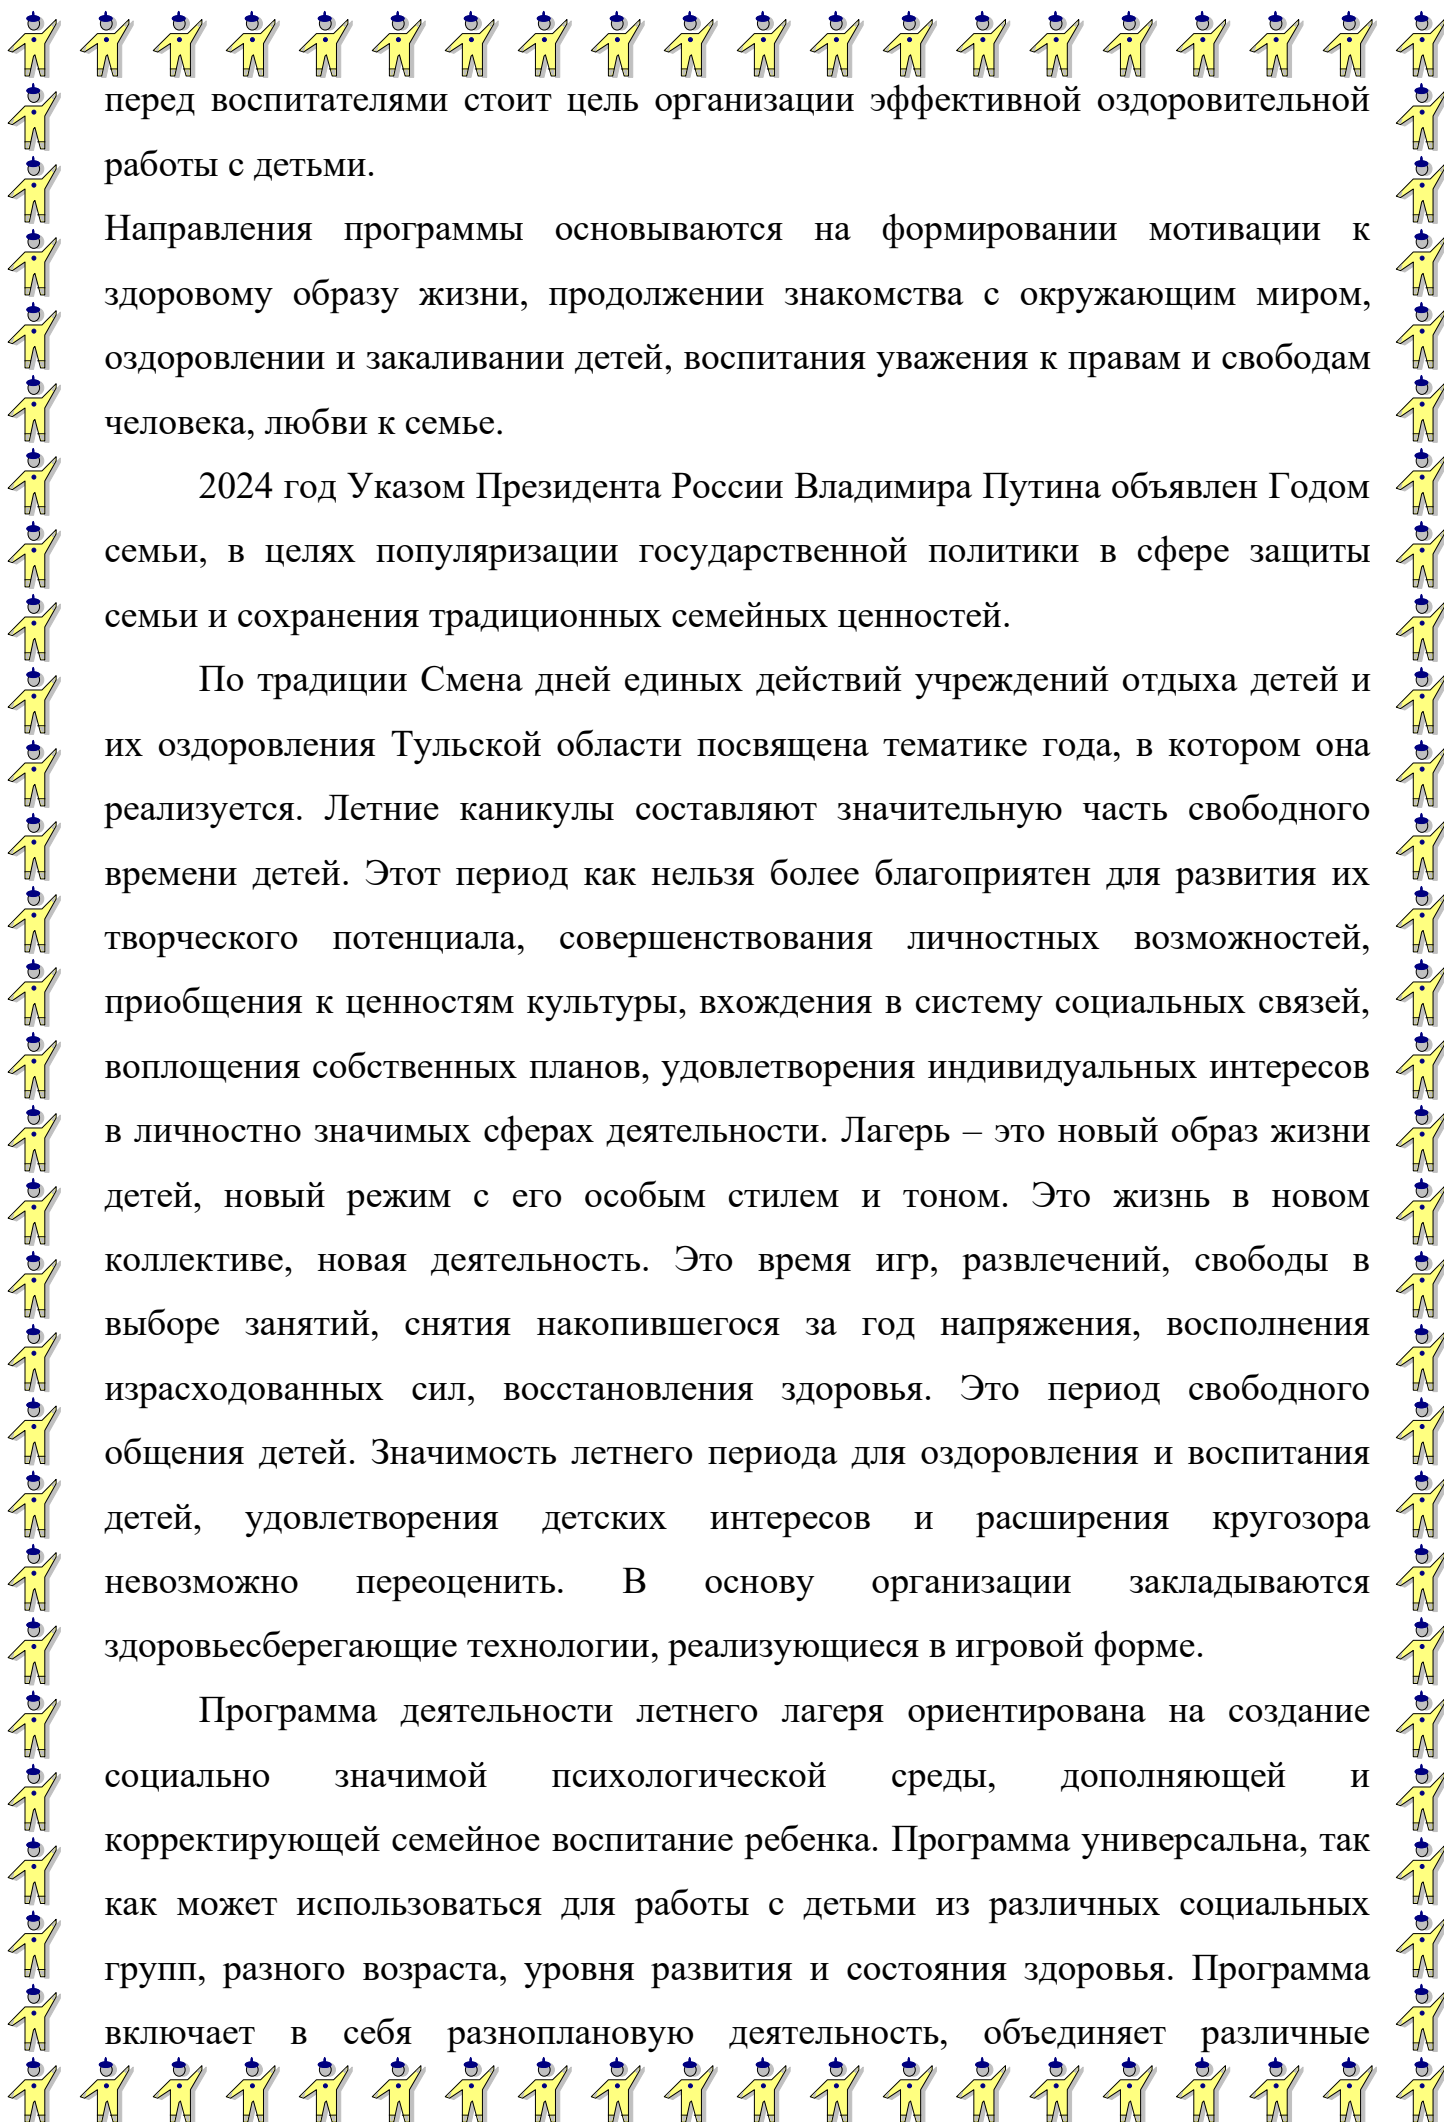 перед воспитателями стоит цель организации эффективной оздоровительной
работы с детьми.
Направления программы основываются на формировании мотивации к
здоровому образу жизни, продолжении знакомства с окружающим миром,
оздоровлении и закаливании детей, воспитания уважения к правам и свободам
человека, любви к семье.
2024 год Указом Президента России Владимира Путина объявлен Годом
семьи, в целях популяризации государственной политики в сфере защиты
семьи и сохранения традиционных семейных ценностей.
По традиции Смена дней единых действий учреждений отдыха детей и
их оздоровления Тульской области посвящена тематике года, в котором она
реализуется. Летние каникулы составляют значительную часть свободного
времени детей. Этот период как нельзя более благоприятен для развития их
творческого потенциала, совершенствования личностных возможностей,
приобщения к ценностям культуры, вхождения в систему социальных связей,
воплощения собственных планов, удовлетворения индивидуальных интересов
в личностно значимых сферах деятельности. Лагерь – это новый образ жизни
детей, новый режим с его особым стилем и тоном. Это жизнь в новом
коллективе, новая деятельность. Это время игр, развлечений, свободы в
выборе занятий, снятия накопившегося за год напряжения, восполнения
израсходованных сил, восстановления здоровья. Это период свободного
общения детей. Значимость летнего периода для оздоровления и воспитания
детей, удовлетворения детских интересов и расширения кругозора
невозможно переоценить. В основу организации закладываются
здоровьесберегающие технологии, реализующиеся в игровой форме.
Программа деятельности летнего лагеря ориентирована на создание
социально значимой психологической среды, дополняющей и
корректирующей семейное воспитание ребенка. Программа универсальна, так
как может использоваться для работы с детьми из различных социальных
групп, разного возраста, уровня развития и состояния здоровья. Программа
включает в себя разноплановую деятельность, объединяет различные